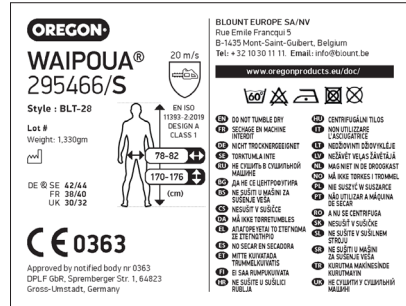 OREGON®
WAIPOUA®
295466/S
Style : BLT-28
Lot #
Weight: 1,330gm
DE & SE 42/44
FR 38/40
UK 30/32
20 m/s
EN ISO
11393-2:2019
DESIGN A
CLASS 1
78-82
170-176
(cm)
CE 0363
Approved by notified body nr 0363
DPLF GbR, Spremberger Str. 1, 64823
Gross-Umstadt, Germany
BLOUNT EUROPE SA/NV
Rue Emile Francqui 5
B-1435 Mont-Saint-Guibert, Belgium
Tel: + 32 10 30 11 11. Email: info@blount.be
www.oregonproducts.eu/doc/
60°
EN DO NOT TUMBLE DRY
FR SECHAGE EN MACHINE
INTERDIT
DE NICHT TROCKNERGEEIGNET
SE TORKTUMLA INTE
RU НЕ СУШИТЬ В СУШИЛЬНОЙ
МАШИНЕ
BG ДА НЕ СЕ ЦЕНТРОФУГИРА
BS NE SUŠITI U MAŠINI ZA
SUŠENJE VEŠA
CS NESUŠIT V SUŠIČCE
DA MÅ IKKE TØRRETUMBLES
EL ΑΠΑΓΟΡΕΥΕΤΑΙ ΤΟ ΣΤΕΓΝΩΜΑ
ΣΕ ΣΤΕΓΝΩΤΗΡΙΟ
ES NO SECAR EN SECADORA
ET MITTE KUIVATADA
TRUMMELKUIVATIS
FI EI SAA RUMPUKUIVATA
HR NE SUŠITE U SUŠILICI
RUBLJA
HU CENTRIFUGÁLNI TILOS
IT NON UTILIZZARE
L'ASCIUGATRICE
LT NEDŽIOVINTI DŽIOVYKLĖJE
LV NEŽĀVĒT VEĻAS ŽĀVĒTĀJĀ
NL MAG NIET IN DE DROOGKAST
NO MÅ IKKE TØRKES I TROMMEL
PL NIE SUSZYĆ W SUSZARCE
PT NÃO UTILIZAR A MÁQUINA
DE SECAR
RO A NU SE CENTRIFUGA
SK NESUŠIŤ V SUŠIČKE
SL NE SUŠITE V SUŠILNEM
STROJU
SR NE SUŠITI U MAŠINI
ZA SUŠENJE VEŠA
TR KURUTMA MAKİNESİNDE
KURUTMAYIN
UK НЕ СУШИТИ У СУШИЛЬНІЙ
МАШИНІ